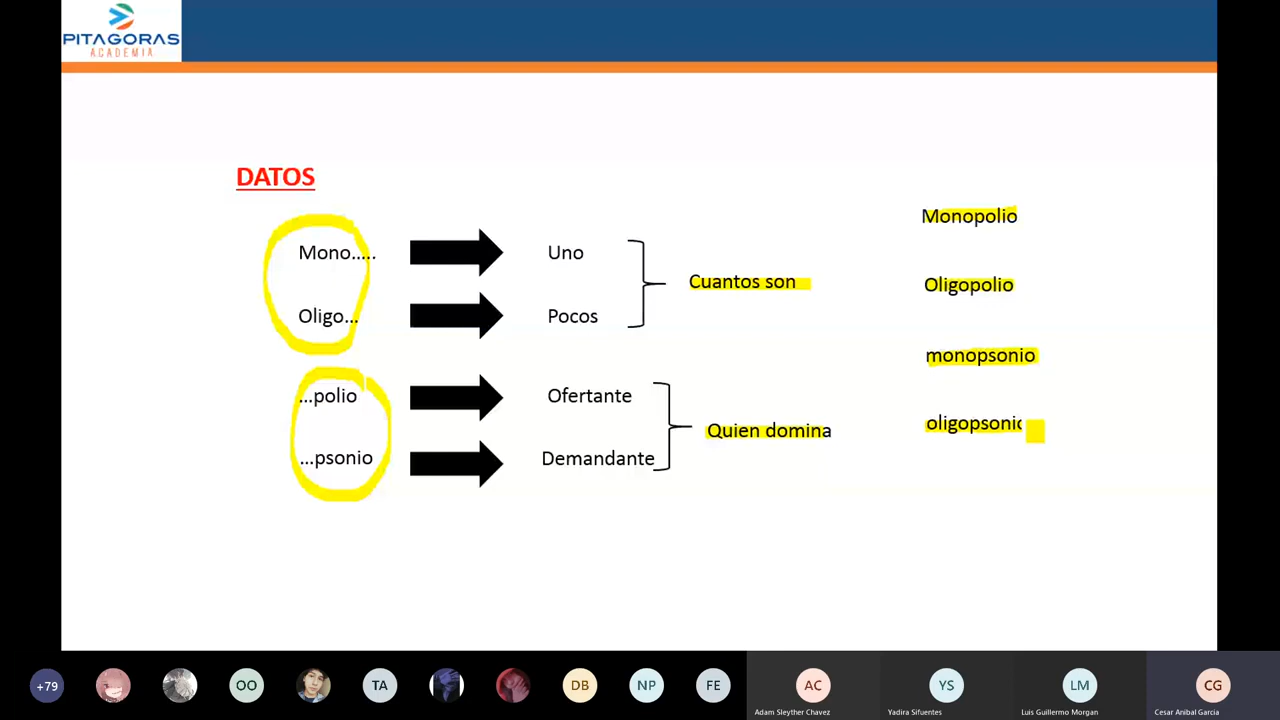 PITAGORAS
ACADEMIA
DATOS
Mono.....
Uno
Oligo...
Pocos
Cuantos son
...polio
Ofertante
...psonio
Demandante
Quien domina
Monopolio
Oligopolio
monopsonio
oligopsonio
+79
OO
TA
DB
NP
FE
AC
Adam Sleyther Chavez
YS
Yadira Sifuentes
LM
Luis Guillermo Morgan
CG
Cesar Anibal Garcia